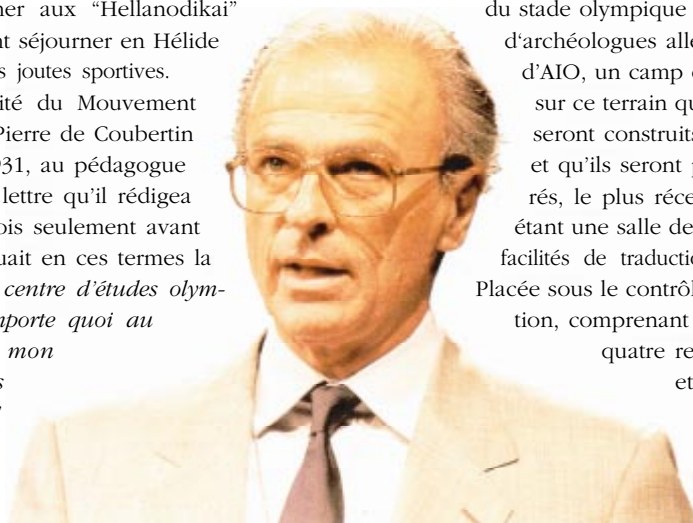 ner aux “Hellanodikai”
nt séjourner en Hélide
s joutes sportives.
ité du Mouvement
Pierre de Coubertin
31, au pédagogue
lettre qu'il rédigea
ois seulement avant
uait en ces termes la
centre d'études olym-
porte quoi au
mon
s
du stade olympique
d'archéologues alle
d'AIO, un camp
sur ce terrain qu
seront construits
et qu'ils seront
rés, le plus réce
étant une salle de
facilités de traducti
Placée sous le contrôl
tion, comprenant
quatre re
et